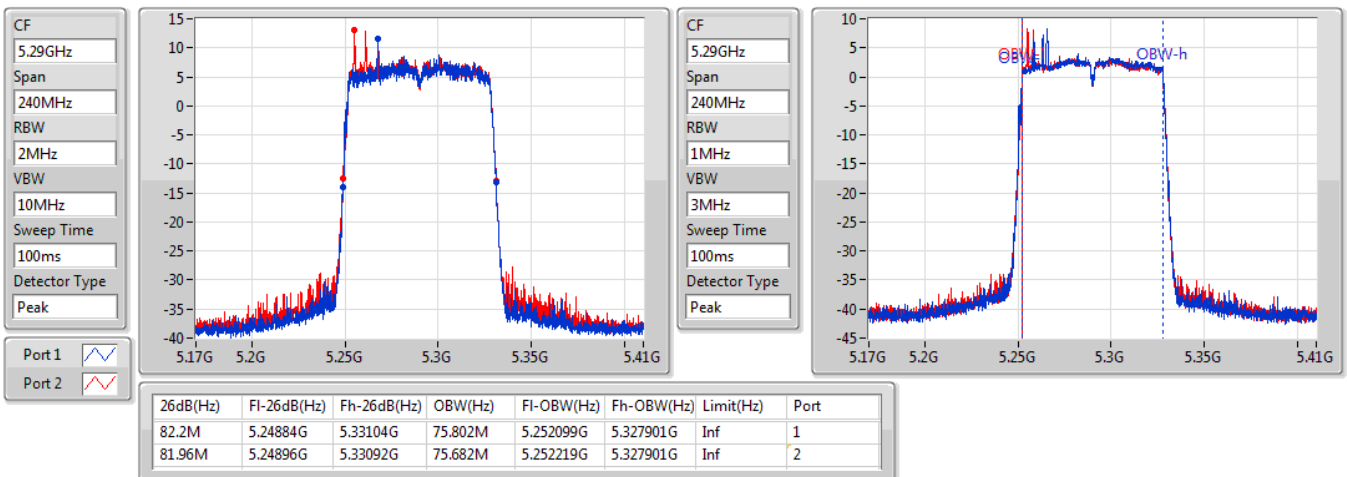 CF
5.29GHz
Span
240MHz
RBW
2MHz
VBW
10MHz
Sweep Time
100ms
Detector Type
Peak
Port 1
Port 2
15
10
5
0
-5
-10
-15
-20
-25
-30
-35
-40
5.17G 5.2G 5.25G 5.3G 5.35G 5.41G
CF
5.29GHz
Span
240MHz
RBW
1MHz
VBW
3MHz
Sweep Time
100ms
Detector Type
Peak
10
5
0
-5
-10
-15
-20
-25
-30
-35
-40
-45
OBW-h
5.17G 5.2G 5.25G 5.3G 5.35G 5.41G
26dB(Hz) Fl-26dB(Hz) Fh-26dB(Hz) OBW(Hz) Fl-OBW(Hz) Fh-OBW(Hz) Limit(Hz) Port
82.2M 5.24884G 5.33104G 75.802M 5.252099G 5.327901G Inf 1
81.96M 5.24896G 5.33092G 75.682M 5.252219G 5.327901G Inf 2